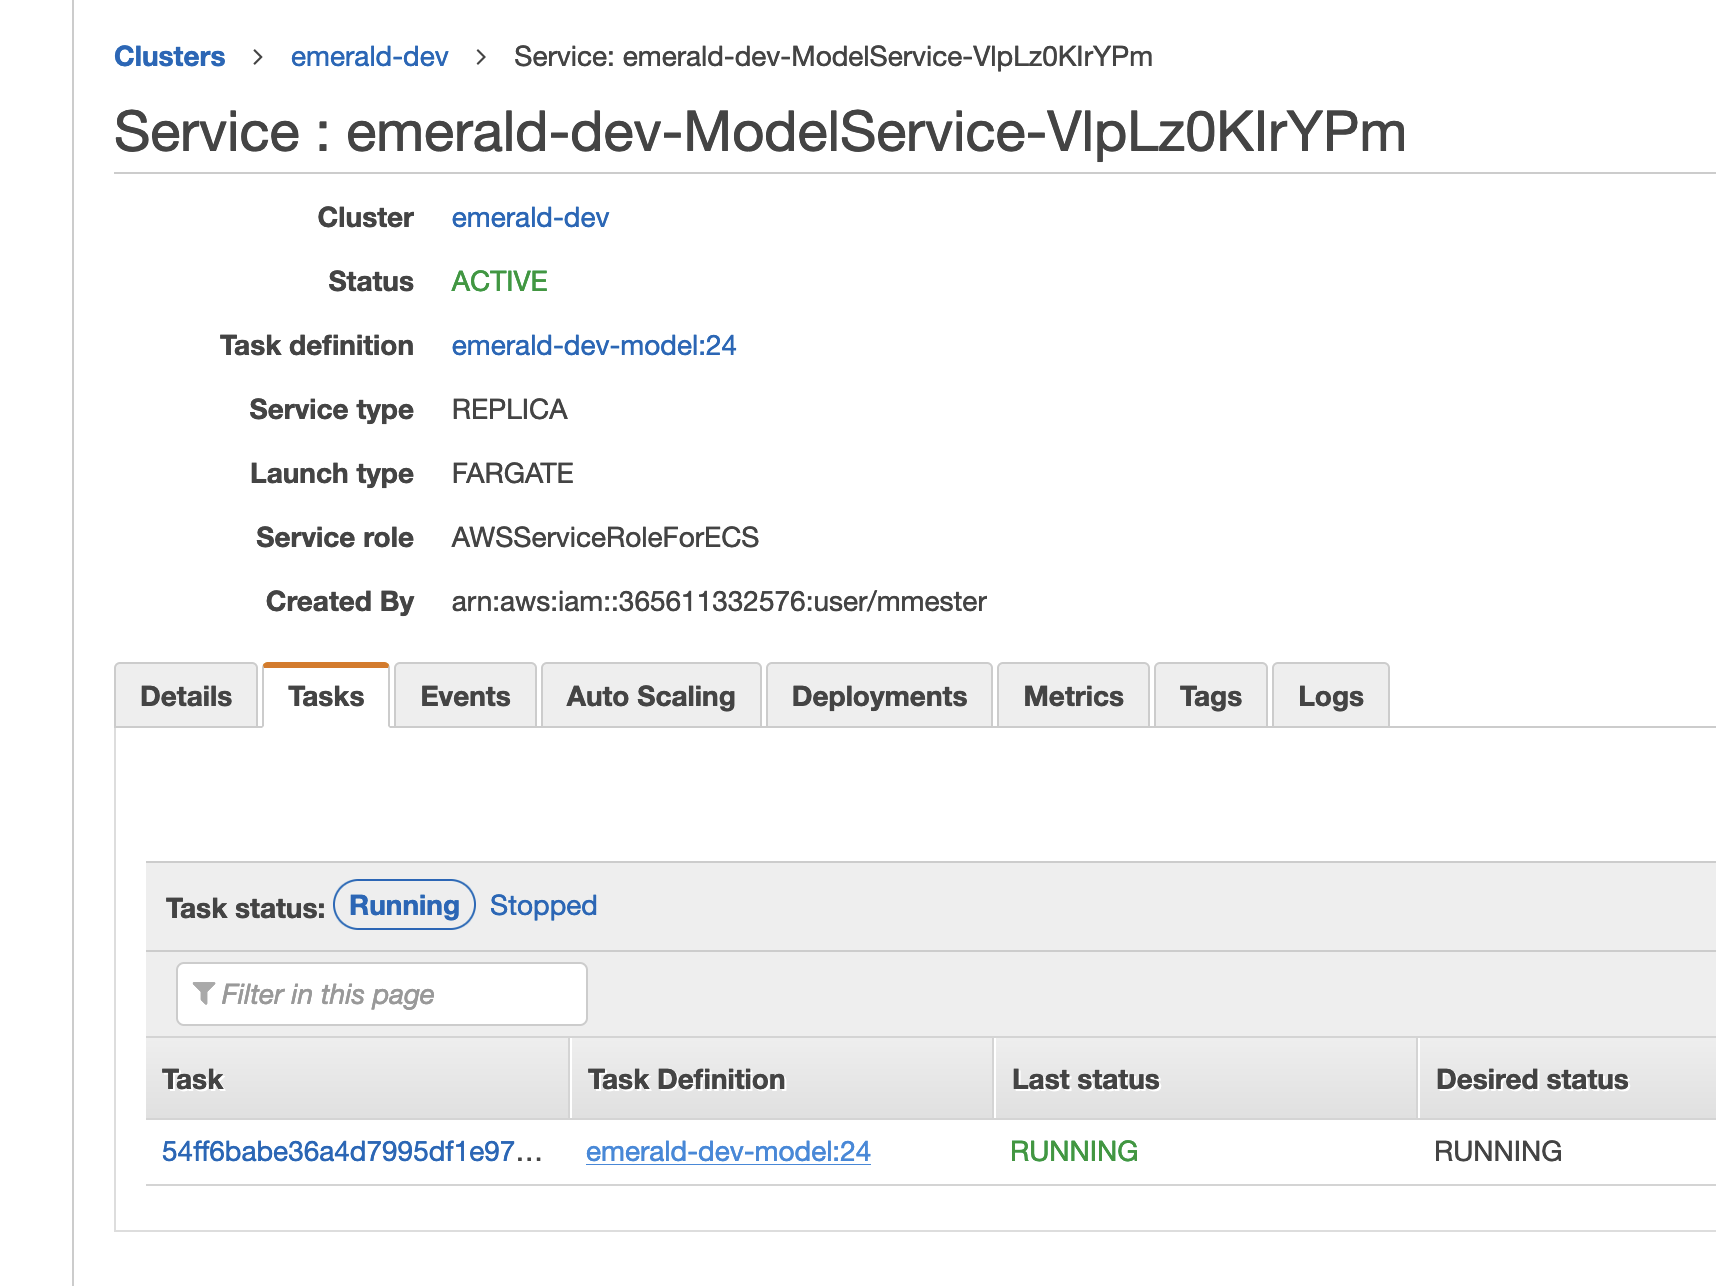 Clusters > emerald-dev > Service: emerald-dev-ModelService-VlpLz0KIrYPm
Service : emerald-dev-ModelService-VlpLz0KIrYPm
Cluster emerald-dev
Status ACTIVE
Task definition emerald-dev-model:24
Service type REPLICA
Launch type FARGATE
Service role AWSServiceRoleForECS
Created By arn:aws:iam::365611332576:user/mmester
Details Tasks Events Auto Scaling Deployments Metrics Tags Logs
Task status: Running Stopped
Filter in this page
Task Task Definition Last status Desired status
54ff6babe36a4d7995df1e97... emerald-dev-model:24 RUNNING RUNNING